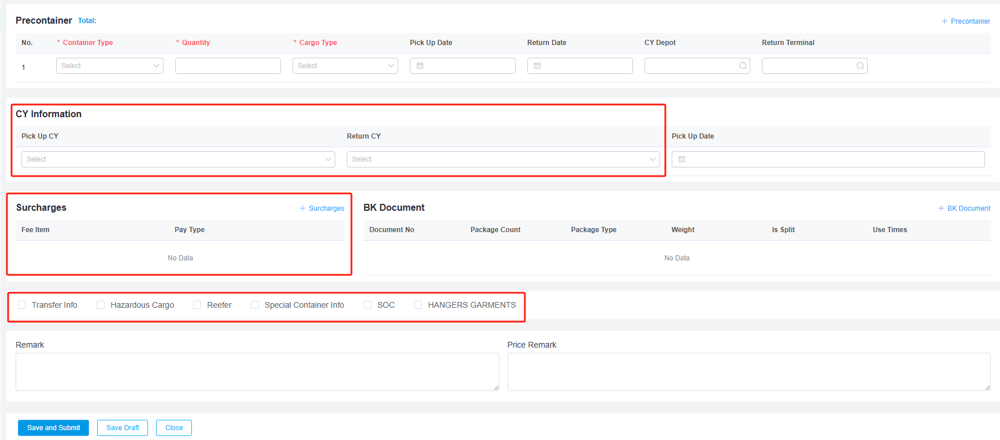 Precontainer Total: + Precontainer
No. * Container Type * Quantity * Cargo Type Pick Up Date Return Date CY Depot Return Terminal
1 Select Select
CY Information
Pick Up CY Return CY Pick Up Date
Select Select
Surcharges + Surcharges BK Document + BK Document
Fee Item Pay Type Document No Package Count Package Type Weight Is Split Use Times
No Data No Data
Transfer Info Hazardous Cargo Reefer Special Container Info SOC HANGERS GARMENTS
Remark Price Remark
Save and Submit Save Draft Close